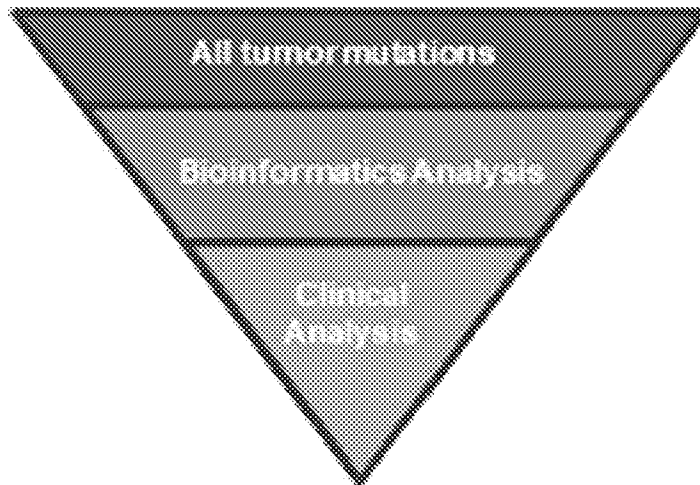 All tumor mutations
Bioinformatics Analysis
Clinical
Analysis